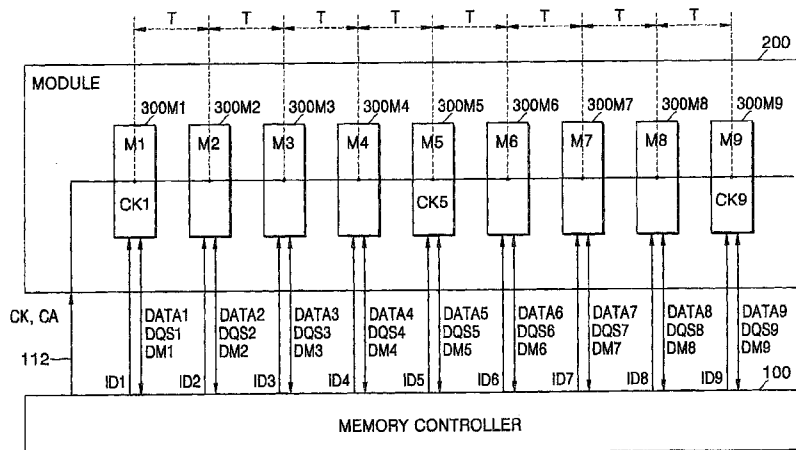 T T T T T T T T
200
MODULE
300M1 300M2 300M3 300M4 300M5 300M6 300M7 300M8 300M9
M1 M2 M3 M4 M5 M6 M7 M8 M9
CK1 CK5 CK9
CK, CA
DATA1 DATA2 DATA3 DATA4 DATA5 DATA6 DATA7 DATA8 DATA9
DQS1 DQS2 DQS3 DQS4 DQS5 DQS6 DQS7 DQS8 DQS9
112
DM1 DM2 DM3 DM4 DM5 DM6 DM7 DM8 DM9
ID1 ID2 ID3 ID4 ID5 ID6 ID7 ID8 ID9
100
MEMORY CONTROLLER